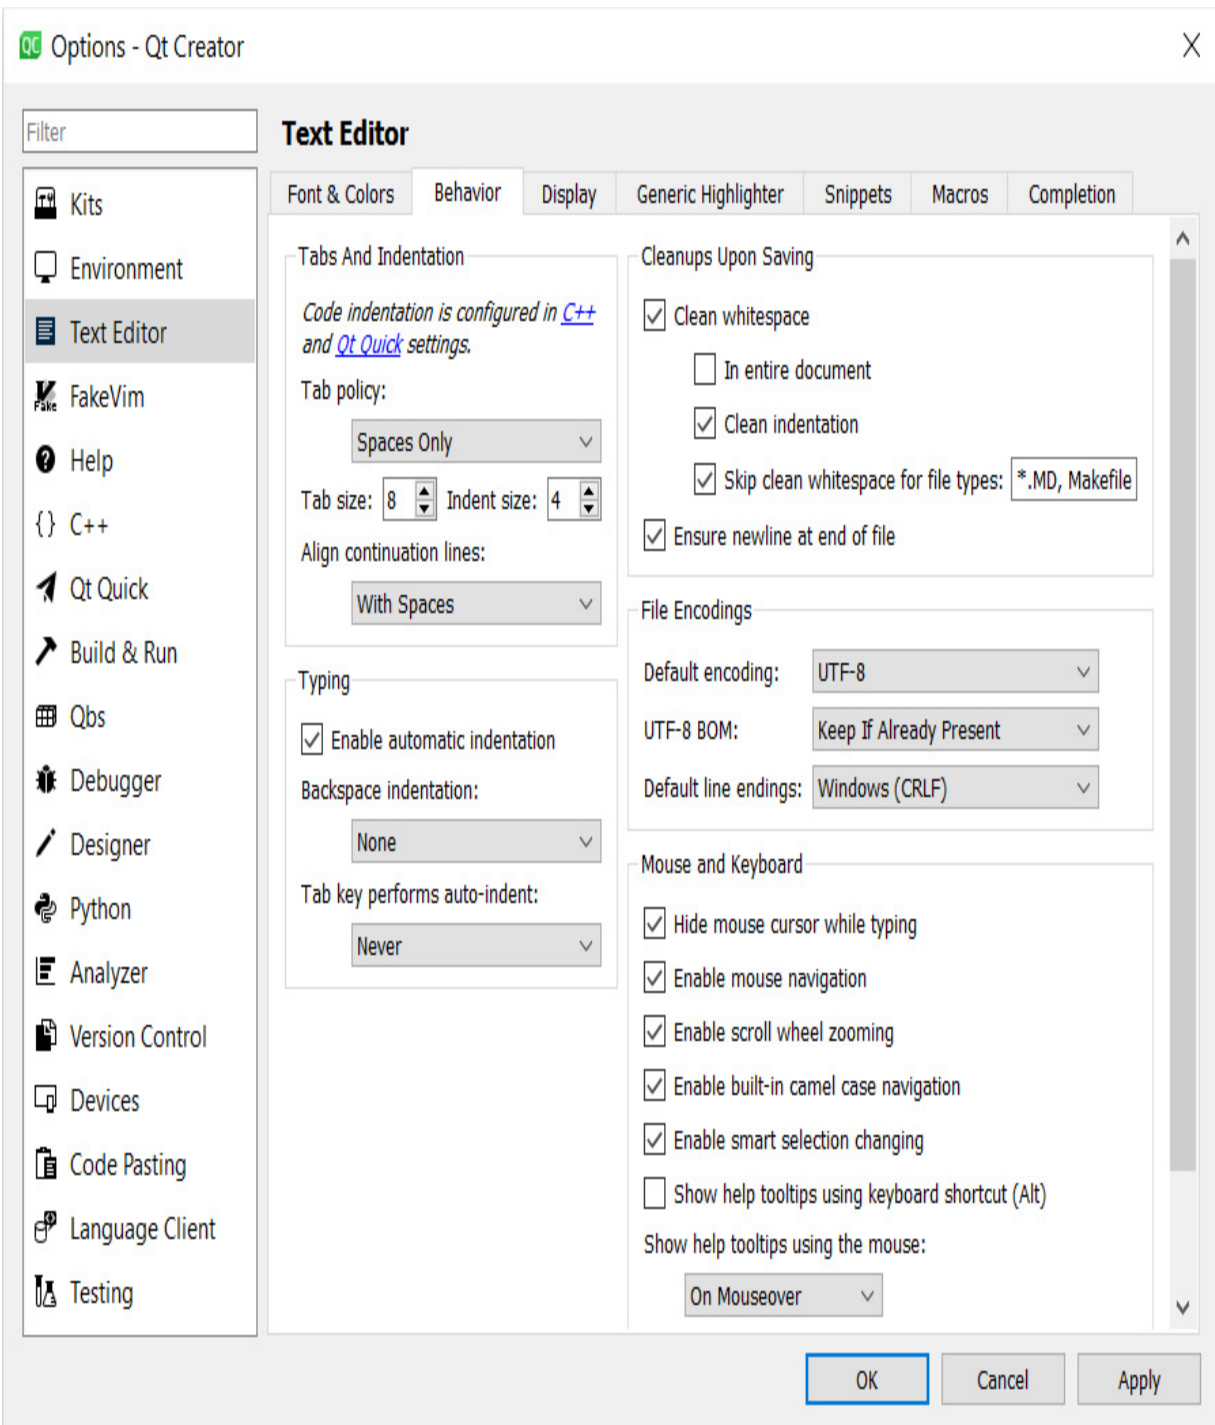 QC Options - Qt Creator
Filter
Kits
Environment
Text Editor
FakeVim
Help
C++
Qt Quick
Build & Run
Qbs
Debugger
Designer
Python
Analyzer
Version Control
Devices
Code Pasting
Language Client
Testing
Text Editor
Font & Colors Behavior Display Generic Highlighter Snippets Macros Completion
Tabs And Indentation
Code indentation is configured in C++
and Qt Quick settings.
Tab policy:
Spaces Only
Tab size: 8 Indent size: 4
Align continuation lines:
With Spaces
Typing
Enable automatic indentation
Backspace indentation:
None
Tab key performs auto-indent:
Never
Cleanups Upon Saving
Clean whitespace
In entire document
Clean indentation
Skip clean whitespace for file types: *.MD, Makefile
Ensure newline at end of file
File Encodings
Default encoding: UTF-8
UTF-8 BOM: Keep If Already Present
Default line endings: Windows (CRLF)
Mouse and Keyboard
Hide mouse cursor while typing
Enable mouse navigation
Enable scroll wheel zooming
Enable built-in camel case navigation
Enable smart selection changing
Show help tooltips using keyboard shortcut (Alt)
Show help tooltips using the mouse:
On Mouseover
OK Cancel Apply